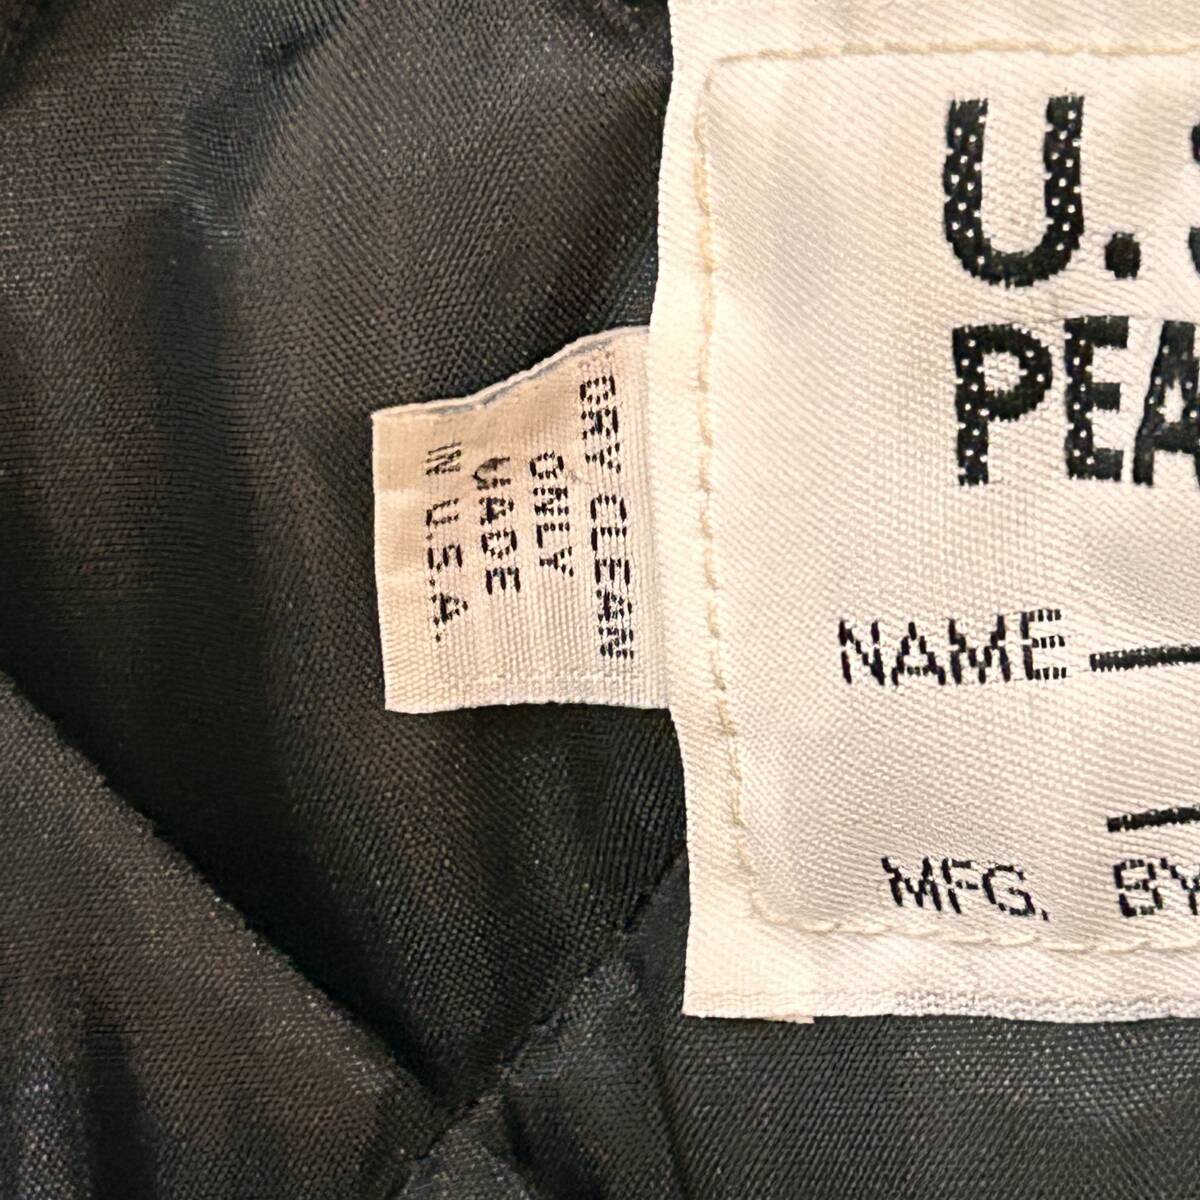 U.S
PEA
NAME
MFG. BY
DRY CLEAN
ONLY
MADE
IN U.S.A.